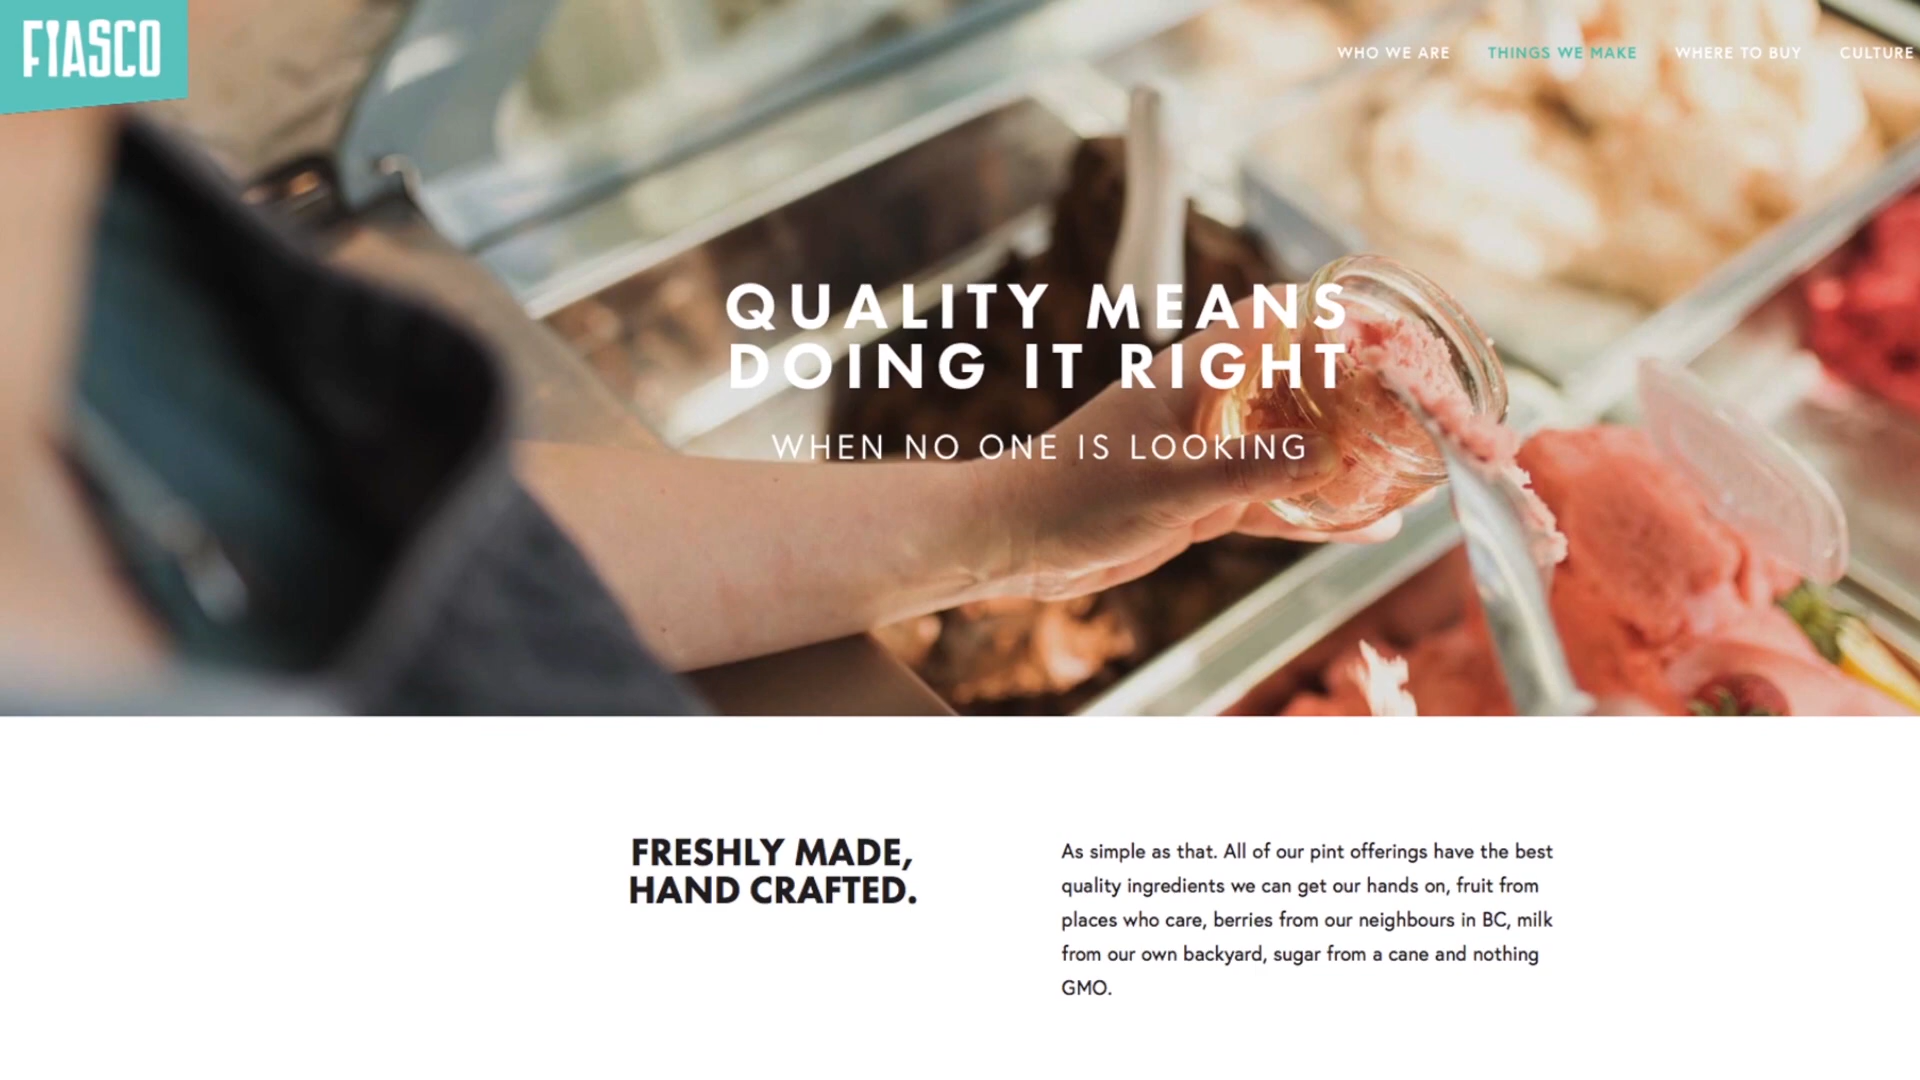 FIASCO
WHO WE ARE THINGS WE MAKE WHERE TO BUY CULTURE
QUALITY MEANS
DOING IT RIGHT
WHEN NO ONE IS LOOKING
FRESHLY MADE,
HAND CRAFTED.
As simple as that. All of our pint offerings have the best
quality ingredients we can get our hands on, fruit from
places who care, berries from our neighbours in BC, milk
from our own backyard, sugar from a cane and nothing
GMO.